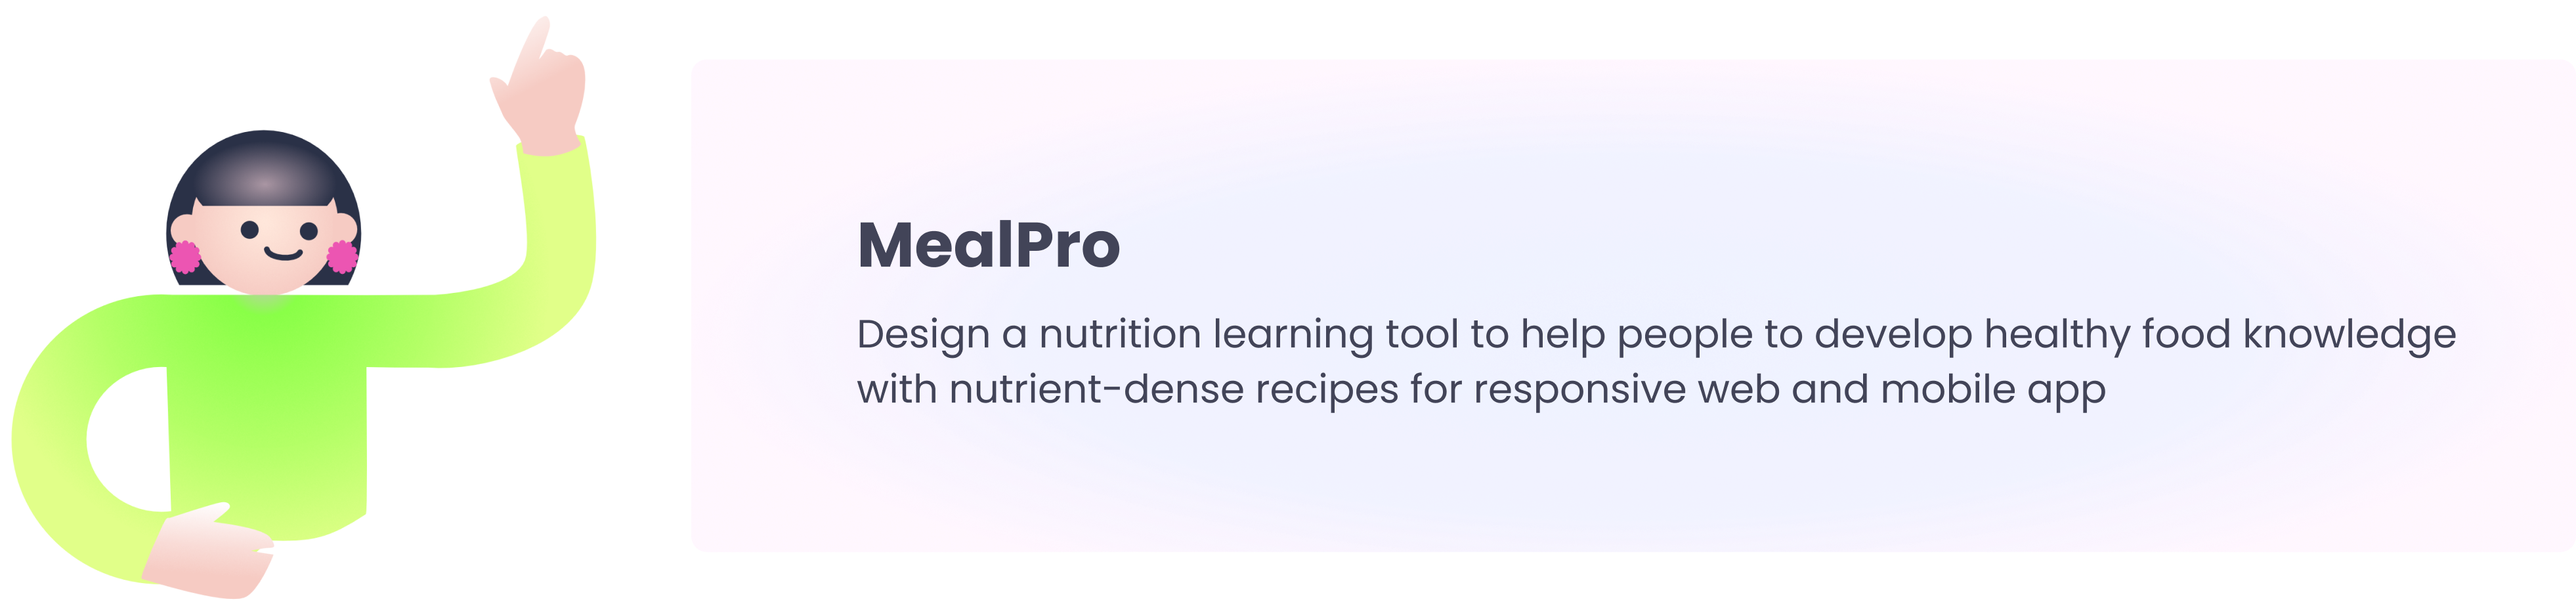 MealPro
Design a nutrition learning tool to help people to develop healthy food knowledge
with nutrient-dense recipes for responsive web and mobile app